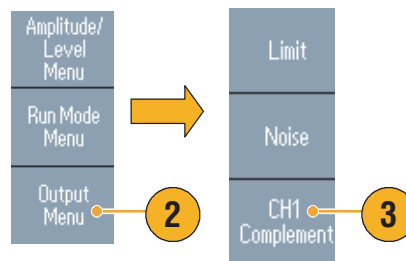 Amplitude/
Level
Menu
Run Mode
Menu
Output
Menu
2
Limit
Noise
CH1
Complement
3